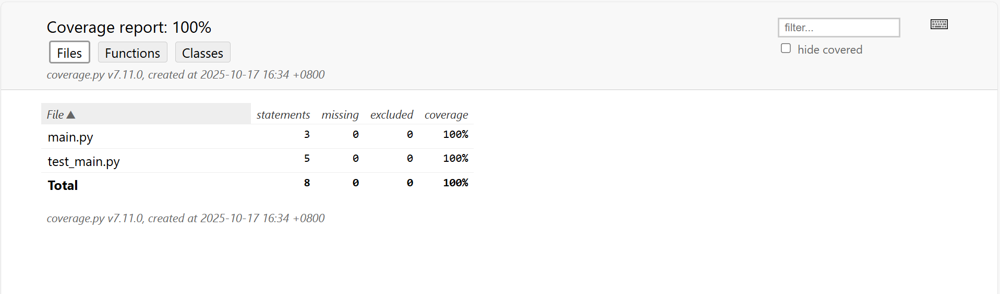 Coverage report: 100%
filter...
Files Functions Classes
hide covered
coverage.py v7.11.0, created at 2025-10-17 16:34 +0800
File ▲ statements missing excluded coverage
main.py 3 0 0 100%
test_main.py 5 0 0 100%
Total 8 0 0 100%
coverage.py v7.11.0, created at 2025-10-17 16:34 +0800